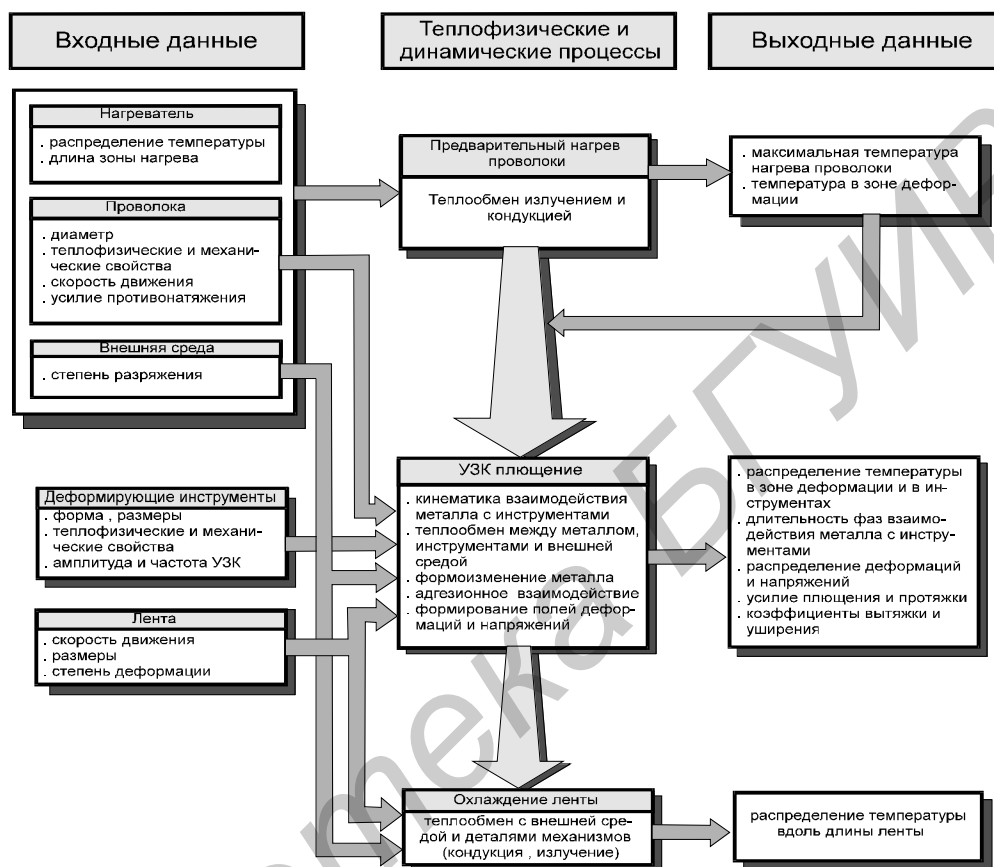 Входные данные
Теплофизические и
динамические процессы
Выходные данные
Нагреватель
. распределение температуры
. длина зоны нагрева
Проволока
. диаметр
. теплофизические и механи-
ческие свойства
. скорость движения
. усилие противонатяжения
Внешняя среда
. степень разряжения
Предварительный нагрев
проволоки
Теплообмен излучением и
кондукцией
. максимальная температура
нагрева проволоки
. температура в зоне дефор-
мации
Деформирующие инструменты
. форма , размеры
. теплофизические и механи-
ческие свойства
. амплитуда и частота УЗК
Лента
. скорость движения
. размеры
. степень деформации
УЗК плющение
. кинематика взаимодействия
металла с инструментами
. теплообмен между металлом,
инструментами и внешней
средой
. формоизменение металла
. адгезионное взаимодействие
. формирование полей дефор-
маций и напряжений
. распределение температуры
в зоне деформации и в ин-
струментах
. длительность фаз взаимо-
действия металла с инстру-
ментами
. распределение деформаций
и напряжений
. усилие плющения и протяжки
. коэффициенты вытяжки и
уширения
Охлаждение ленты
теплообмен с внешней сре-
дой и деталями механизмов
(кондукция , излучение)
распределение температуры
вдоль длины ленты
тека БГУИР